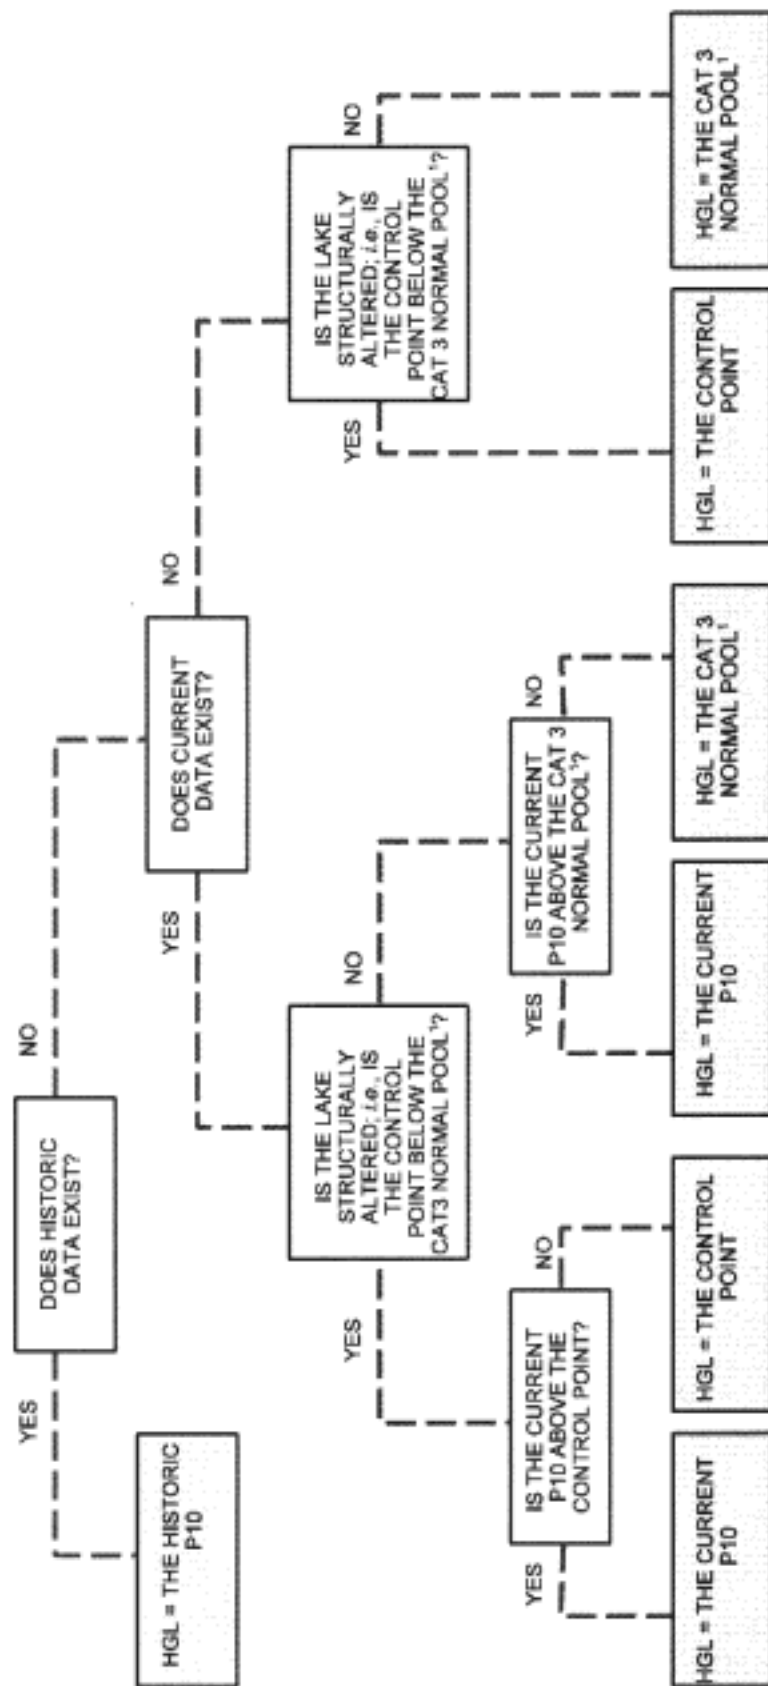 DOES HISTORIC
DATA EXIST?
YES
NO
HGL = THE HISTORIC
P10
DOES CURRENT
DATA EXIST?
YES
NO
IS THE LAKE
STRUCTURALLY
ALTERED; i.e., IS
THE CONTROL
POINT BELOW THE
CAT3 NORMAL POOL¹?
YES
NO
IS THE LAKE
STRUCTURALLY
ALTERED; i.e., IS
THE CONTROL
POINT BELOW THE
CAT 3 NORMAL POOL¹?
YES
NO
IS THE CURRENT
P10 ABOVE THE
CONTROL POINT?
YES
NO
IS THE CURRENT
P10 ABOVE THE CAT 3
NORMAL POOL¹?
YES
NO
HGL = THE CURRENT
P10
HGL = THE CONTROL
POINT
HGL = THE CURRENT
P10
HGL = THE CAT 3
NORMAL POOL¹
HGL = THE CONTROL
POINT
HGL = THE CAT 3
NORMAL POOL¹